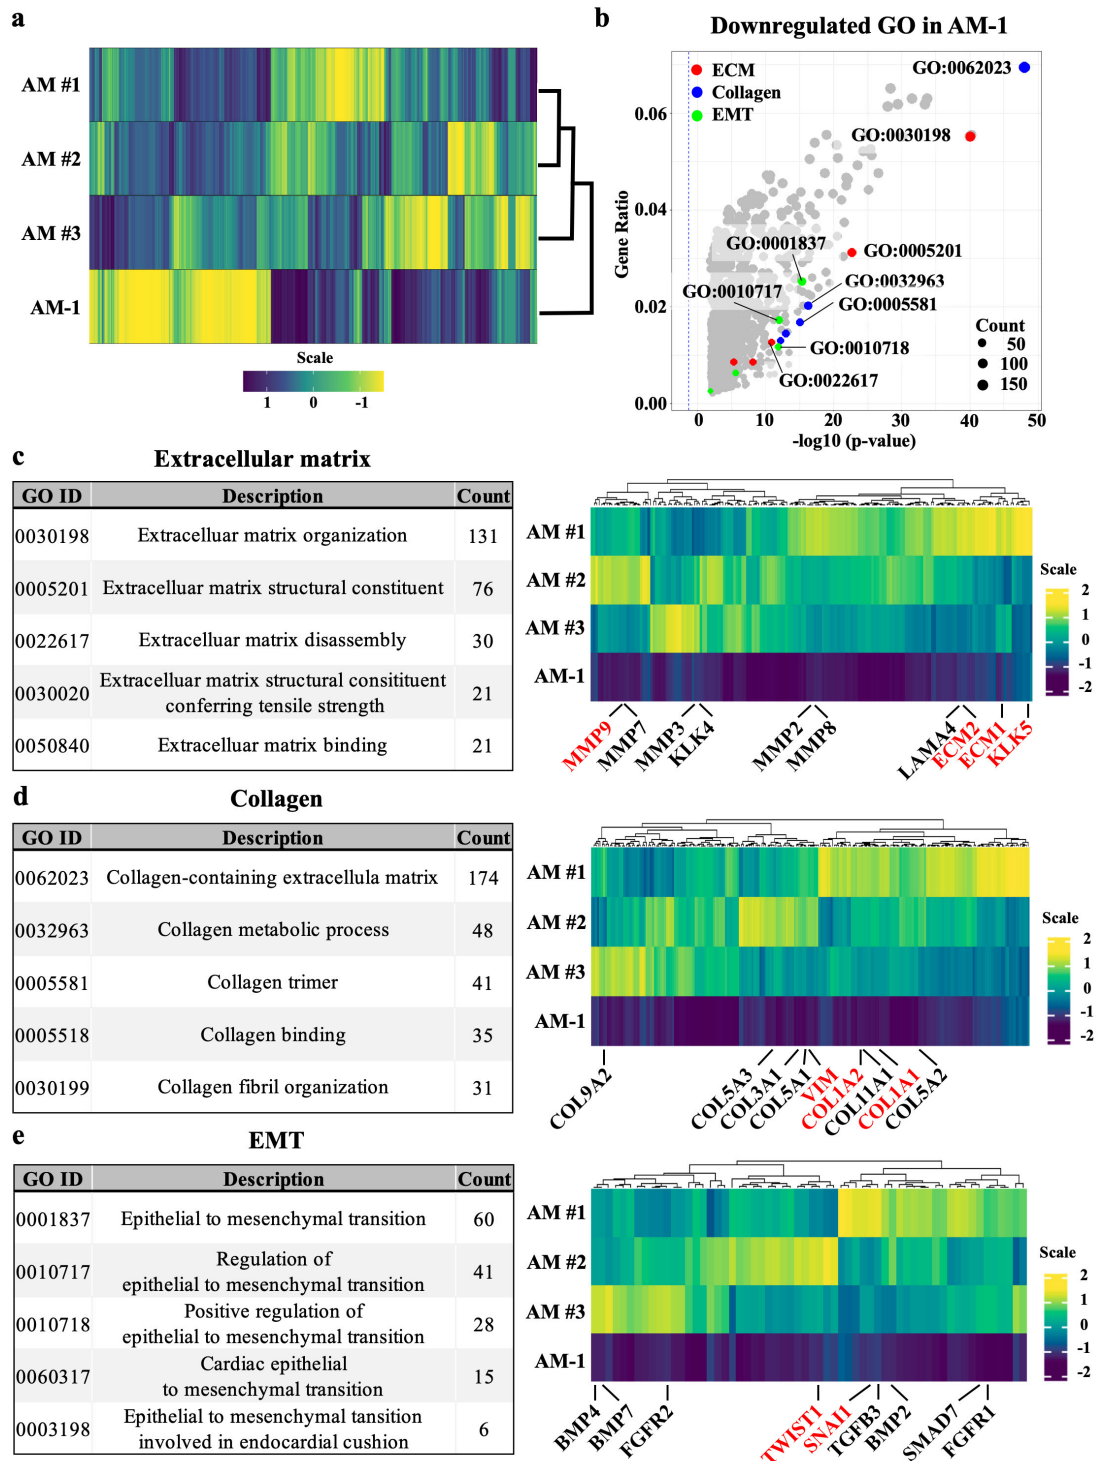 a
AM #1
AM #2
AM #3
AM-1
Scale
1 0 -1
b
Downregulated GO in AM-1
ECM
Collagen
EMT
GO:0062023
GO:0030198
GO:0001837
GO:0005201
GO:0032963
GO:0010717
GO:0005581
GO:0010718
GO:0022617
Count
50
100
150
Gene Ratio
0.06
0.04
0.02
0.00
0 10 20 30 40 50
-log10 (p-value)
c
Extracellular matrix
GO ID Description Count
0030198 Extracelluar matrix organization 131
0005201 Extracelluar matrix structural constituent 76
0022617 Extracelluar matrix disassembly 30
0030020 Extracelluar matrix structural consitituent conferring tensile strength 21
0050840 Extracelluar matrix binding 21
AM #1
AM #2
AM #3
AM-1
Scale
2
1
0
-1
-2
MMP9 MMP7 MMP3 KLK4 MMP2 MMP8 LAMA4 ECM2 ECM1 KLK5
d
Collagen
GO ID Description Count
0062023 Collagen-containing extracellula matrix 174
0032963 Collagen metabolic process 48
0005581 Collagen trimer 41
0005518 Collagen binding 35
0030199 Collagen fibril organization 31
AM #1
AM #2
AM #3
AM-1
Scale
2
1
0
-1
-2
COL9A2 COL5A3 COL3A1 COL5A1 VIM COL1A2 COL11A1 COL1A1 COL5A2
e
EMT
GO ID Description Count
0001837 Epithelial to mesenchymal transition 60
0010717 Regulation of epithelial to mesenchymal transition 41
0010718 Positive regulation of epithelial to mesenchymal transition 28
0060317 Cardiac epithelial to mesenchymal transition 15
0003198 Epithelial to mesenchymal tansition involved in endocardial cushion 6
AM #1
AM #2
AM #3
AM-1
Scale
2
1
0
-1
-2
BMP4 BMP7 FGFR2 TWIST1 SNAI1 TGFB3 BMP2 SMAD7 FGFR1